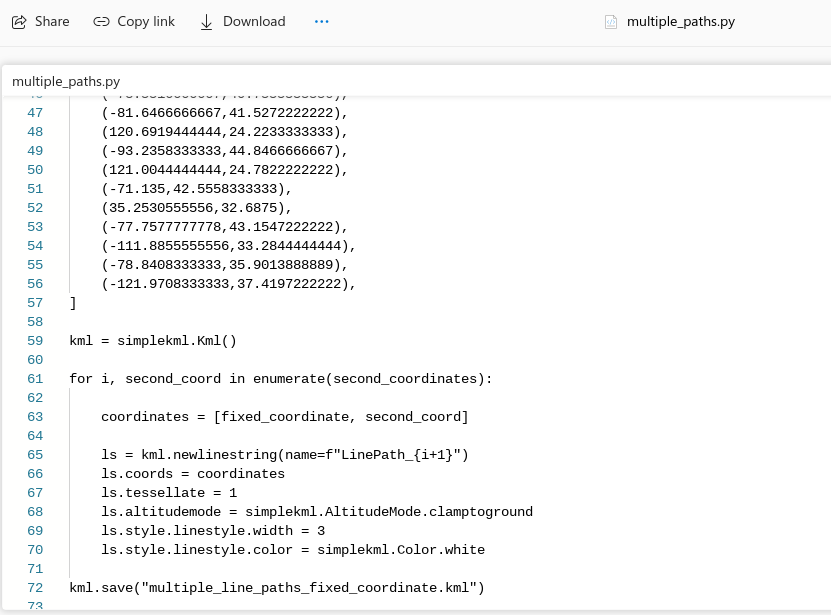 Share Copy link Download ... multiple_paths.py
multiple_paths.py
47 (-81.6466666667,41.5272222222),
48 (120.6919444444,24.2233333333),
49 (-93.2358333333,44.8466666667),
50 (121.0044444444,24.7822222222),
51 (-71.135,42.5558333333),
52 (35.2530555556,32.6875),
53 (-77.7577777778,43.1547222222),
54 (-111.8855555556,33.2844444444),
55 (-78.8408333333,35.9013888889),
56 (-121.9708333333,37.4197222222),
57 ]
58
59 kml = simplekml.Kml()
60
61 for i, second_coord in enumerate(second_coordinates):
62
63 coordinates = [fixed_coordinate, second_coord]
64
65 ls = kml.newlinestring(name=f"LinePath_{i+1}")
66 ls.coords = coordinates
67 ls.tessellate = 1
68 ls.altitudemode = simplekml.AltitudeMode.clamptoground
69 ls.style.linestyle.width = 3
70 ls.style.linestyle.color = simplekml.Color.white
71
72 kml.save("multiple_line_paths_fixed_coordinate.kml")
73